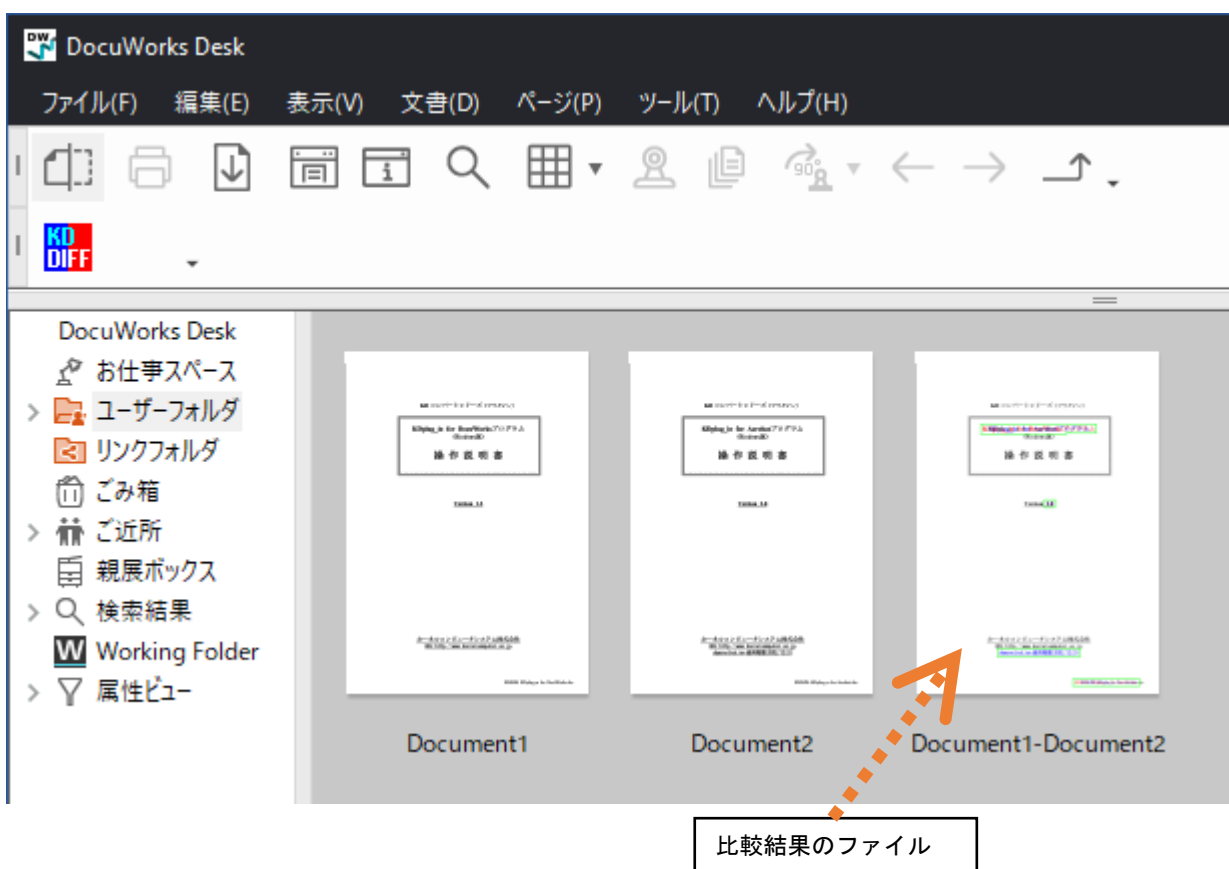 DW
DocuWorks Desk
ファイル(F) 編集(E) 表示(V) 文書(D) ページ(P) ツール(T) ヘルプ(H)
i
90°
KD
DIFF
DocuWorks Desk
お仕事スペース
ユーザーフォルダ
リンクフォルダ
ごみ箱
ご近所
親展ボックス
検索結果
W Working Folder
属性ビュー
操作説明書
操作説明書
操作説明書
Document1
Document2
Document1-Document2
比較結果のファイル